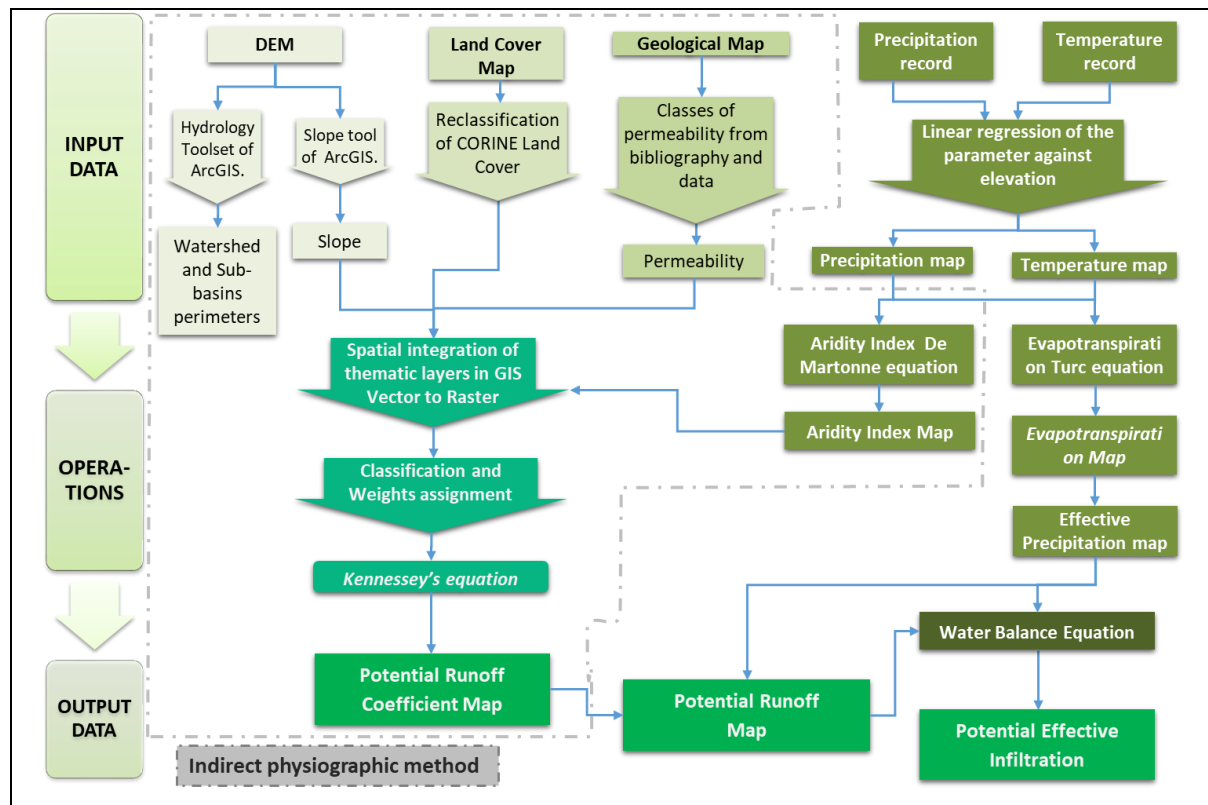 INPUT
DATA
OPERA-
TIONS
OUTPUT
DATA
DEM
Hydrology
Toolset of
ArcGIS.
Slope tool
of ArcGIS.
Watershed
and Sub-
basins
perimeters
Slope
Land Cover
Map
Reclassification
of CORINE Land
Cover
Geological Map
Classes of
permeability from
bibliography and
data
Permeability
Precipitation
record
Temperature
record
Linear regression of the
parameter against
elevation
Precipitation map
Temperature map
Spatial integration of
thematic layers in GIS
Vector to Raster
Aridity Index De
Martonne equation
Evapotranspirati
on Turc equation
Aridity Index Map
Evapotranspirati
on Map
Classification and
Weights assignment
Effective
Precipitation map
Kennessey's equation
Water Balance Equation
Potential Runoff
Coefficient Map
Potential Runoff
Map
Potential Effective
Infiltration
Indirect physiographic method